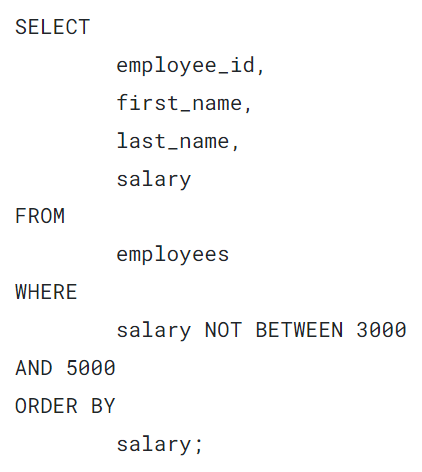 SELECT
employee_id,
first_name,
last_name,
salary
FROM
employees
WHERE
salary NOT BETWEEN 3000
AND 5000
ORDER BY
salary;